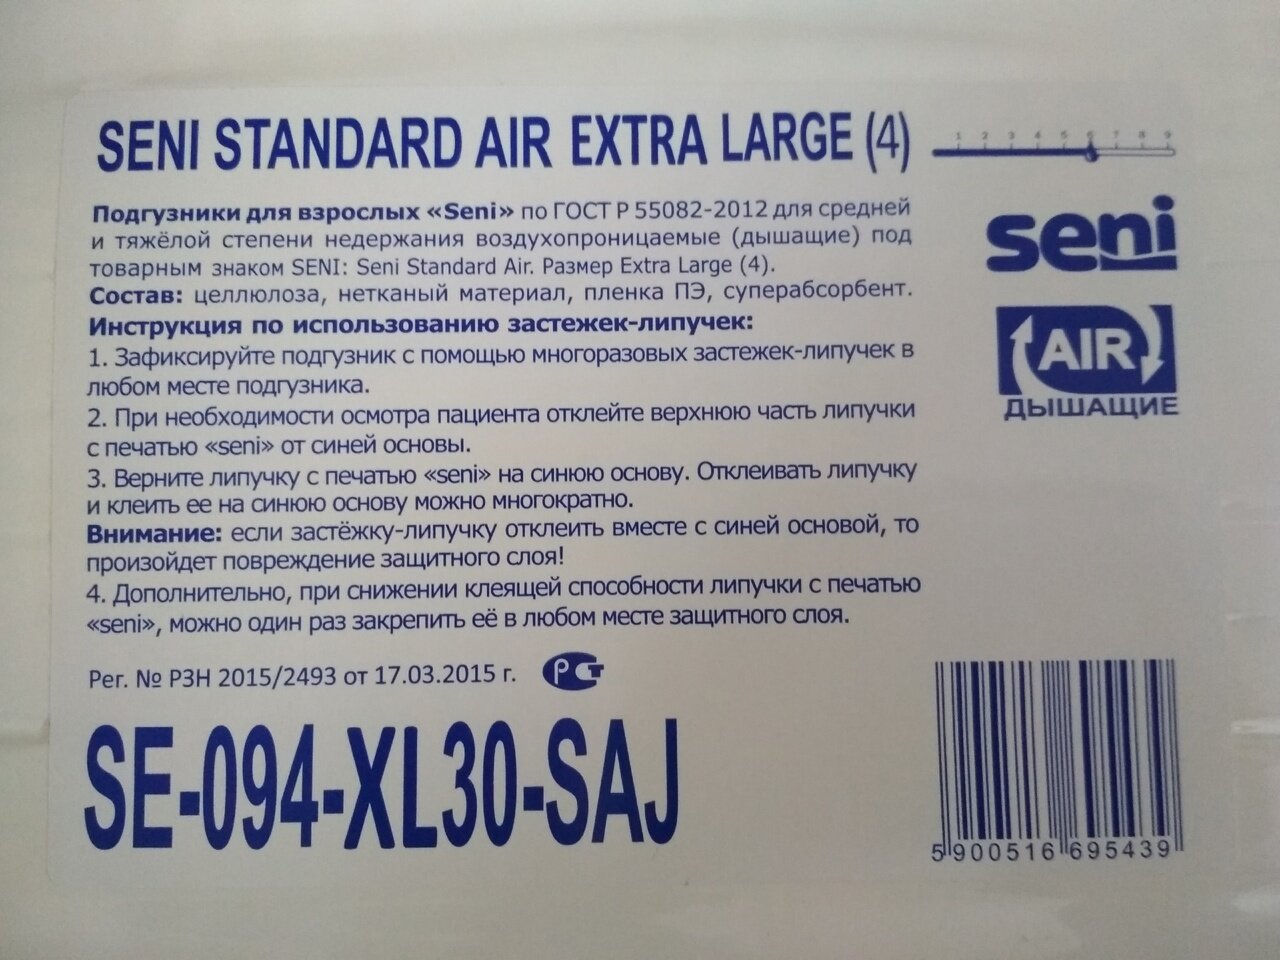 SENI STANDARD AIR EXTRA LARGE (4)
1 2 3 4 5 6 7 8 9
Подгузники для взрослых «Seni» по ГОСТ Р 55082-2012 для средней
и тяжёлой степени недержания воздухопроницаемые (дышащие) под
товарным знаком SENI: Seni Standard Air. Размер Extra Large (4).
Состав: целлюлоза, нетканый материал, пленка ПЭ, суперабсорбент.
Инструкция по использованию застежек-липучек:
1. Зафиксируйте подгузник с помощью многоразовых застежек-липучек в
любом месте подгузника.
2. При необходимости осмотра пациента отклейте верхнюю часть липучки
с печатью «seni» от синей основы.
3. Верните липучку с печатью «seni» на синюю основу. Отклеивать липучку
и клеить ее на синюю основу можно многократно.
Внимание: если застёжку-липучку отклеить вместе с синей основой, то
произойдет повреждение защитного слоя!
4. Дополнительно, при снижении клеящей способности липучки с печатью
«seni», можно один раз закрепить её в любом месте защитного слоя.
seni
AIR
ДЫШАЩИЕ
Рег. № РЗН 2015/2493 от 17.03.2015 г. РСТ
SE-094-XL30-SAJ
5 900516 695439